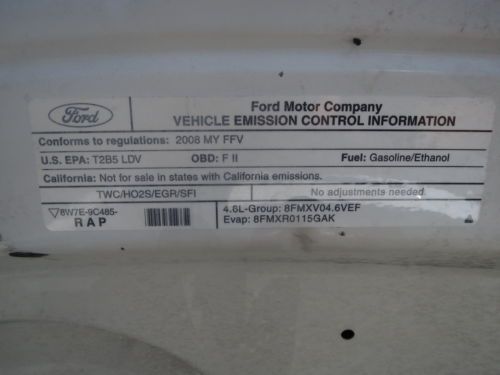 Ford
Ford Motor Company
VEHICLE EMISSION CONTROL INFORMATION
Conforms to regulations: 2008 MY FFV
U.S. EPA: T2B5 LDV OBD: F II Fuel: Gasoline/Ethanol
California: Not for sale in states with California emissions.
TWC/HO2S/EGR/SFI No adjustments needed
8W7E-9C485- 4.6L-Group: 8FMXV04.6VEF
RAP Evap: 8FMXR0115GAK